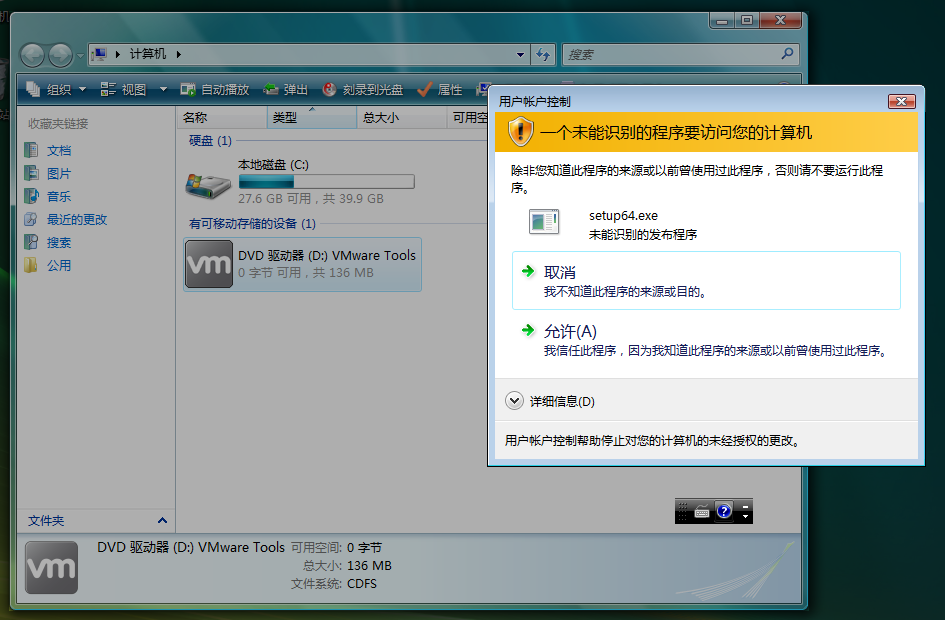 计算机
搜索
组织
视图
自动播放
弹出
刻录到光盘
属性
收藏夹链接
文档
图片
音乐
最近的更改
搜索
公用
文件夹
名称
类型
总大小
可用空
硬盘 (1)
本地磁盘 (C:)
27.6 GB 可用，共 39.9 GB
有可移动存储的设备 (1)
vm
DVD 驱动器 (D:) VMware Tools
0 字节 可用，共 136 MB
用户帐户控制
一个未能识别的程序要访问您的计算机
除非您知道此程序的来源或以前曾使用过此程序，否则请不要运行此程
序。
setup64.exe
未能识别的发布程序
取消
我不知道此程序的来源或目的。
允许(A)
我信任此程序，因为我知道此程序的来源或以前曾使用过此程序。
详细信息(D)
用户帐户控制帮助停止对您的计算机的未经授权的更改。
vm
DVD 驱动器 (D:) VMware Tools
可用空间: 0 字节
总大小: 136 MB
文件系统: CDFS